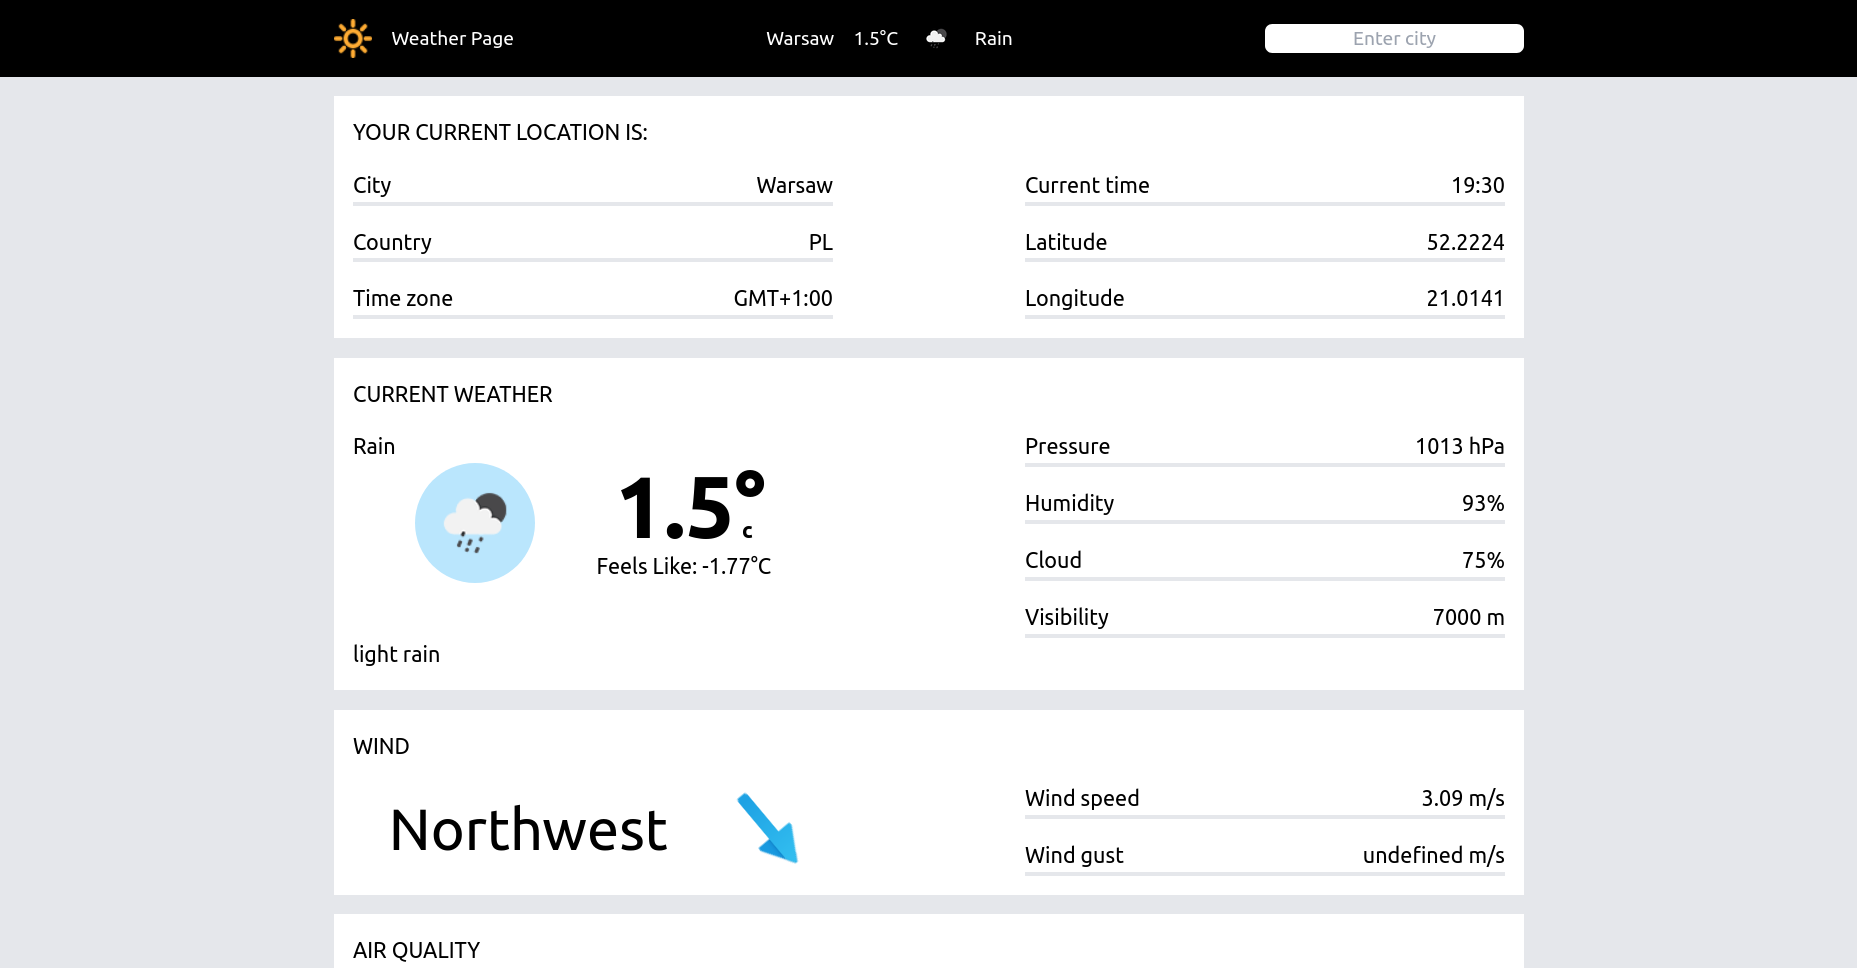 Weather Page
Warsaw 1.5°C Rain
Enter city
YOUR CURRENT LOCATION IS:
City Warsaw
Country PL
Time zone GMT+1:00
Current time 19:30
Latitude 52.2224
Longitude 21.0141
CURRENT WEATHER
Rain
1.5° c
Feels Like: -1.77°C
light rain
Pressure 1013 hPa
Humidity 93%
Cloud 75%
Visibility 7000 m
WIND
Northwest
Wind speed 3.09 m/s
Wind gust undefined m/s
AIR QUALITY